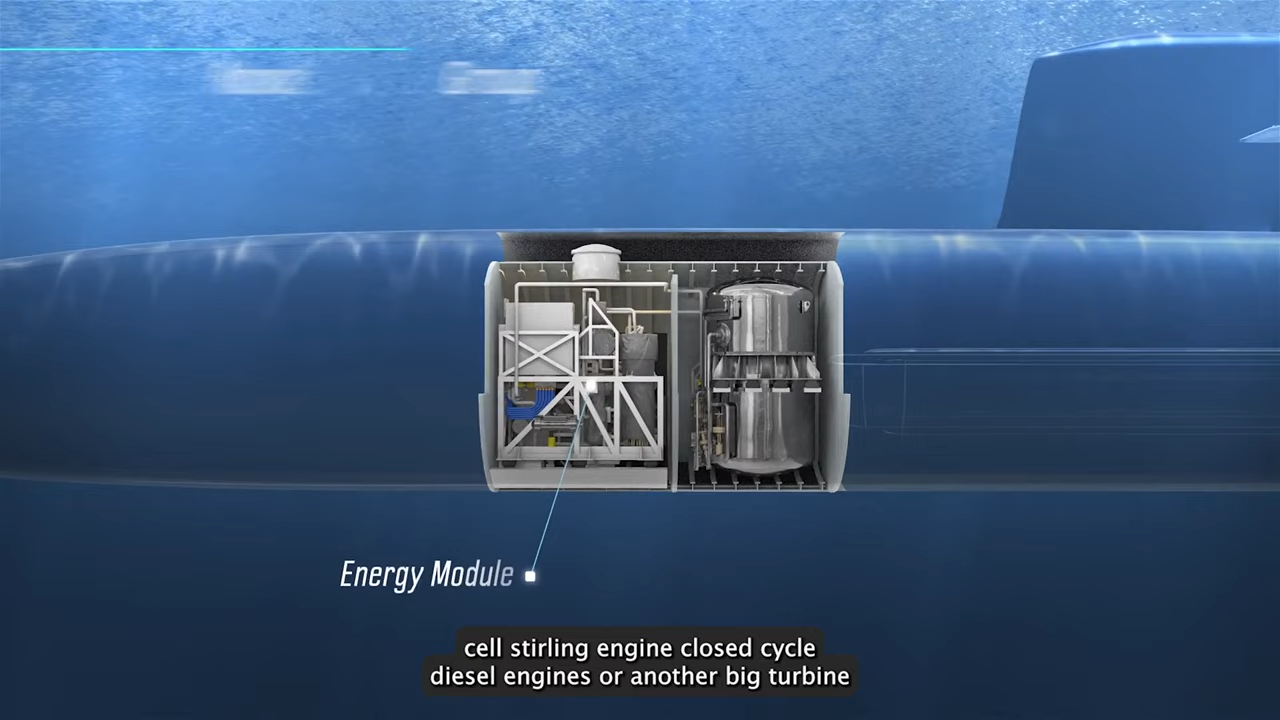 Energy Module
cell stirling engine closed cycle
diesel engines or another big turbine